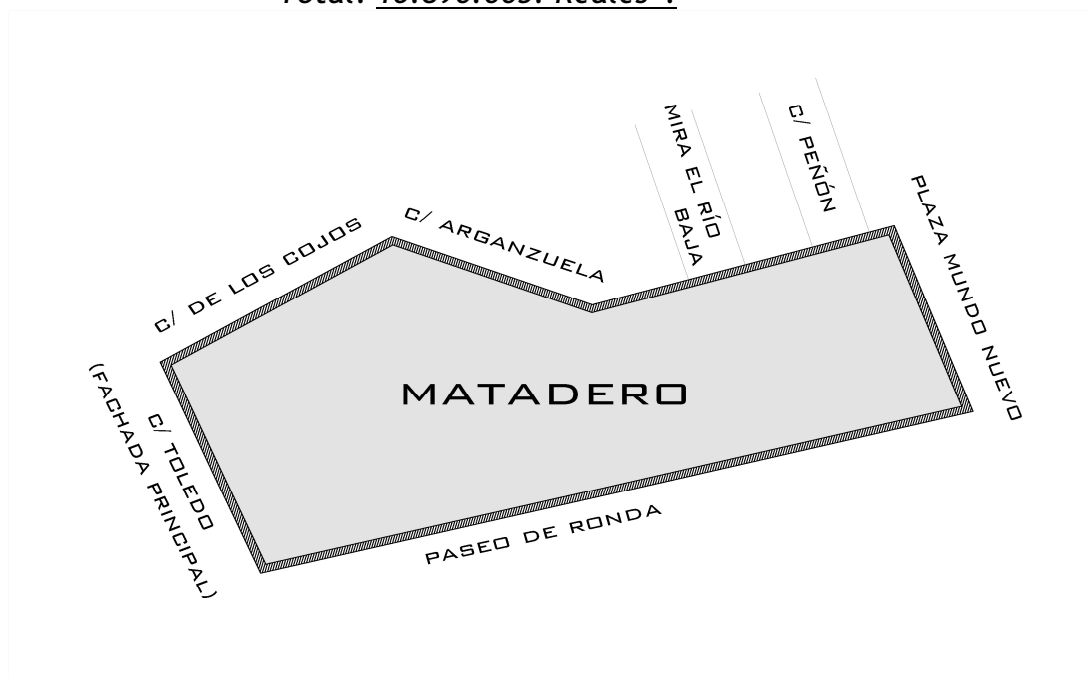 C/ PEÑÓN
MIRA EL RÍO
BAJA
PLAZA MUNDO NUEVO
C/ ARGANZUELA
C/ DE LOS COJOS
MATADERO
C/ TOLEDO
(FACHADA PRINCIPAL)
PASEO DE RONDA